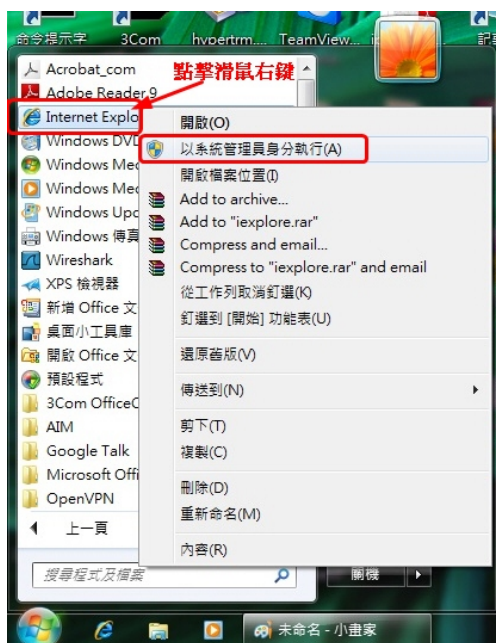 命令提示字
3Com
hypertrm....
TeamView...
Acrobat_com
點擊滑鼠右鍵
Adobe Reader 9
Internet Explo
Windows DVD
Windows Med
Windows Med
Windows Upd
Windows 傳真
Wireshark
XPS 檢視器
新增 Office 文
桌面小工具庫
開啟 Office 文
預設程式
3Com OfficeC
AIM
Google Talk
Microsoft Offi
OpenVPN
上一頁
搜尋程式及檔案
開啟(O)
以系統管理員身分執行(A)
開啟檔案位置(I)
Add to archive...
Add to "iexplore.rar"
Compress and email...
Compress to "iexplore.rar" and email
從工作列取消釘選(K)
釘選到 [開始] 功能表(U)
還原舊版(V)
傳送到(N)
剪下(T)
複製(C)
刪除(D)
重新命名(M)
內容(R)
關機
未命名 - 小畫家